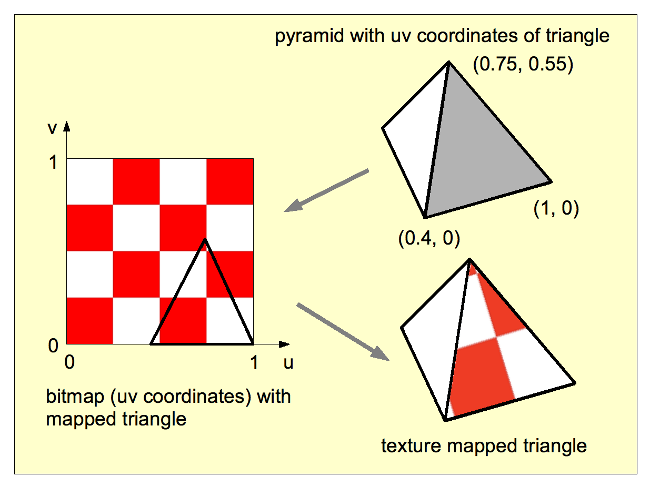 pyramid with uv coordinates of triangle
(0.75, 0.55)
(1, 0)
(0.4, 0)
v
1
0
0
1
u
bitmap (uv coordinates) with
mapped triangle
texture mapped triangle